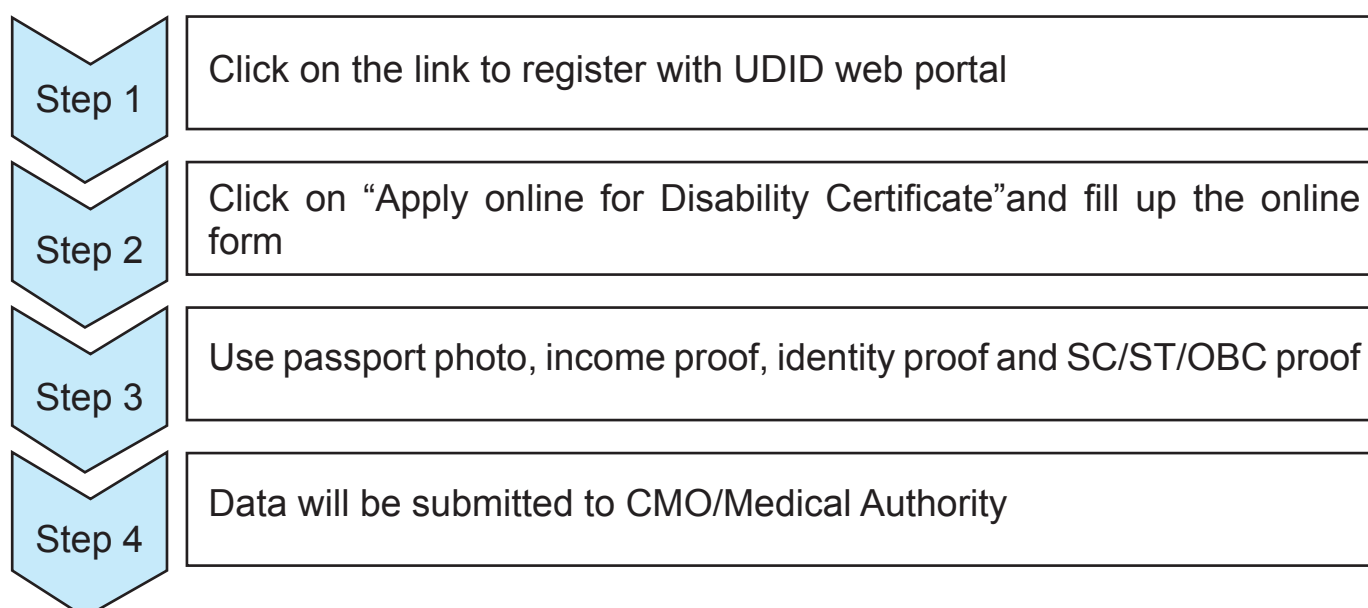 Step 1
Click on the link to register with UDID web portal
Step 2
Click on “Apply online for Disability Certificate”and fill up the online
form
Step 3
Use passport photo, income proof, identity proof and SC/ST/OBC proof
Step 4
Data will be submitted to CMO/Medical Authority